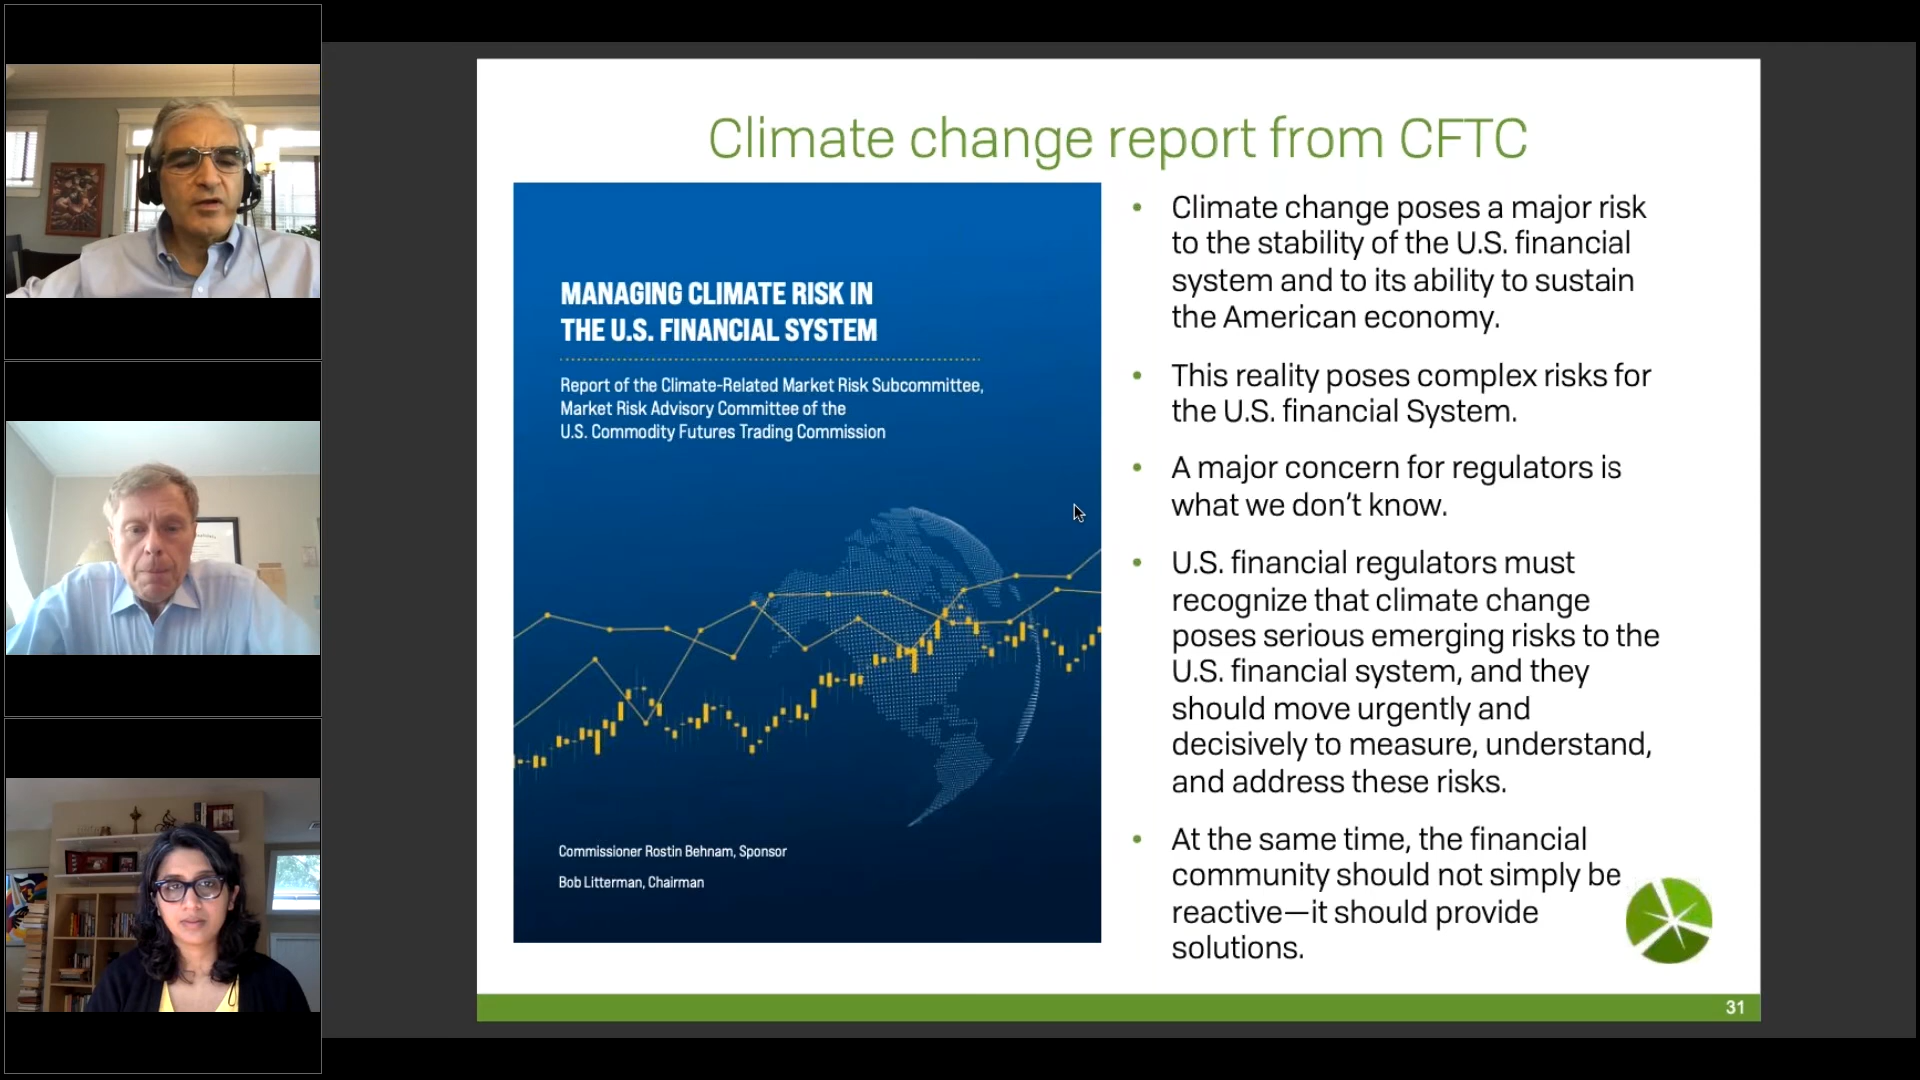 Climate change report from CFTC
MANAGING CLIMATE RISK IN
THE U.S. FINANCIAL SYSTEM
Report of the Climate-Related Market Risk Subcommittee,
Market Risk Advisory Committee of the
U.S. Commodity Futures Trading Commission
Commissioner Rostin Behnam, Sponsor
Bob Litterman, Chairman
• Climate change poses a major risk
to the stability of the U.S. financial
system and to its ability to sustain
the American economy.
• This reality poses complex risks for
the U.S. financial System.
• A major concern for regulators is
what we don’t know.
• U.S. financial regulators must
recognize that climate change
poses serious emerging risks to the
U.S. financial system, and they
should move urgently and
decisively to measure, understand,
and address these risks.
• At the same time, the financial
community should not simply be
reactive—it should provide
solutions.
31